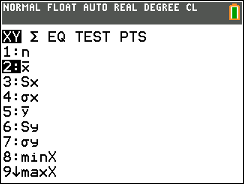 NORMAL FLOAT AUTO REAL DEGREE CL
XY Σ EQ TEST PTS
1:n
2:x̄
3:Sx
4:σx
5:ȳ
6:Sy
7:σy
8:minX
9↓maxX